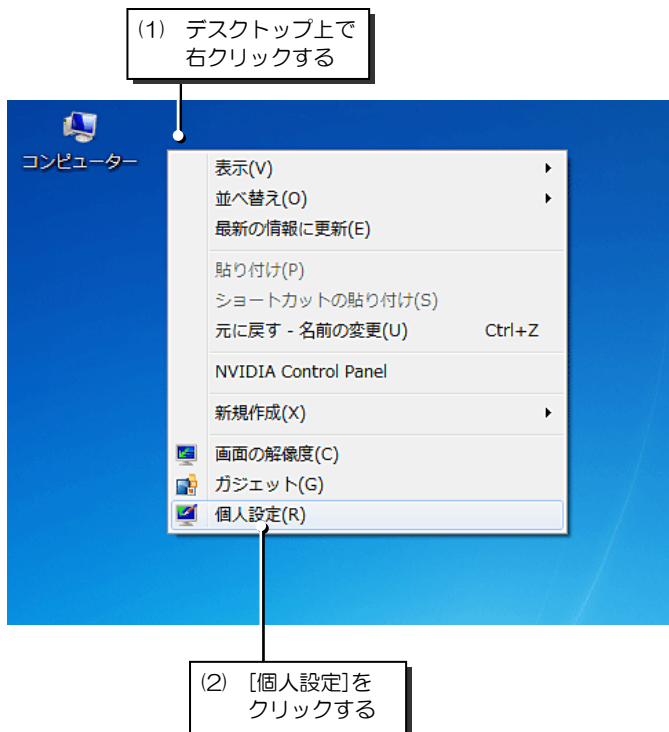 (1) デスクトップ上で
右クリックする
コンピューター
表示(V)
並べ替え(O)
最新の情報に更新(E)
貼り付け(P)
ショートカットの貼り付け(S)
元に戻す - 名前の変更(U) Ctrl+Z
NVIDIA Control Panel
新規作成(X)
画面の解像度(C)
ガジェット(G)
個人設定(R)
(2) [個人設定]を
クリックする